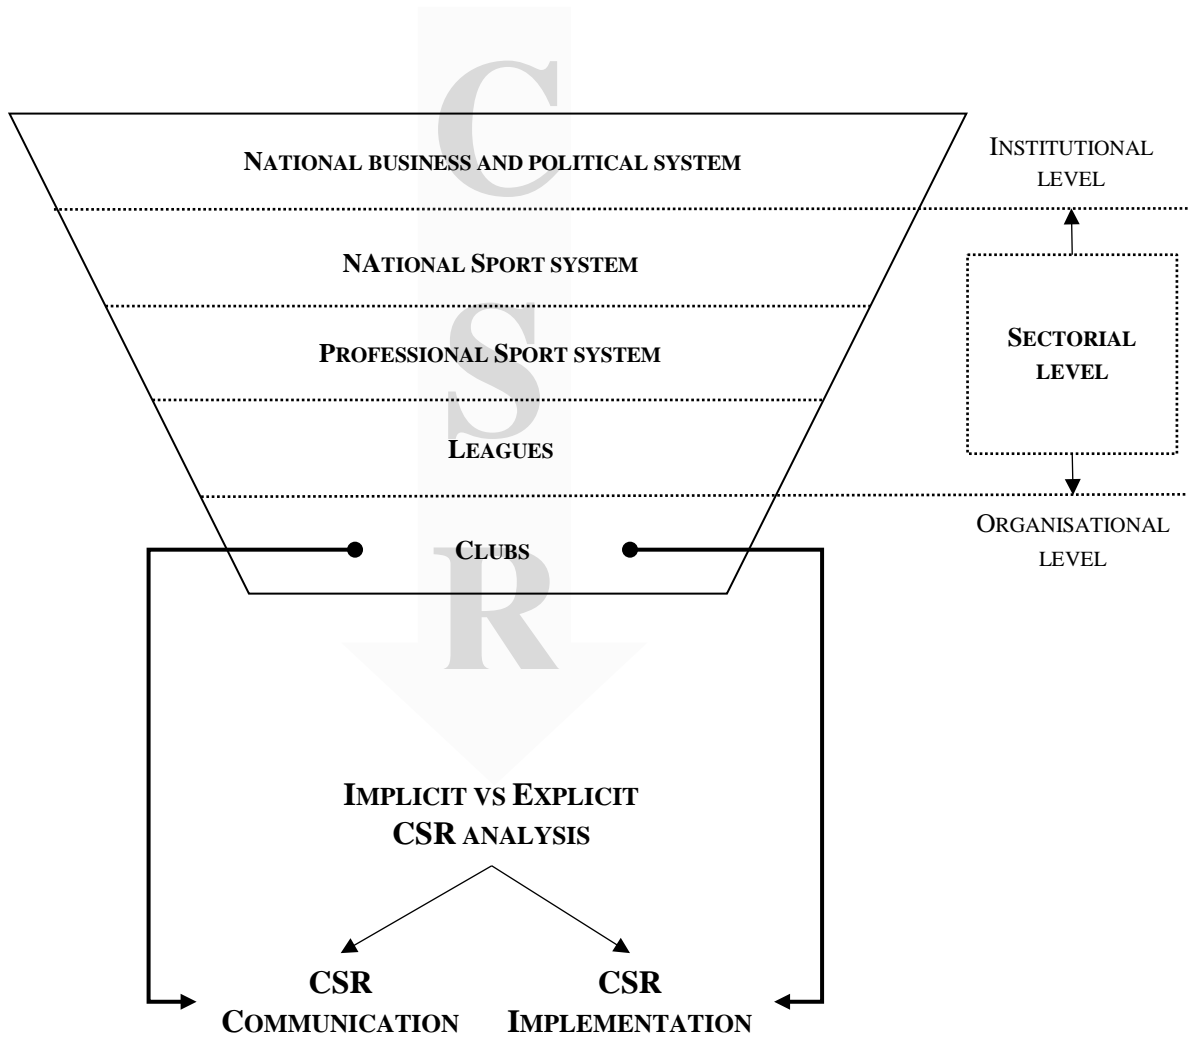 C
NATIONAL BUSINESS AND POLITICAL SYSTEM
INSTITUTIONAL
LEVEL
NATIONAL SPORT SYSTEM
S
PROFESSIONAL SPORT SYSTEM
SECTORIAL
LEVEL
LEAGUES
ORGANISATIONAL
LEVEL
CLUBS
R
IMPLICIT VS EXPLICIT
CSR ANALYSIS
CSR
COMMUNICATION
CSR
IMPLEMENTATION